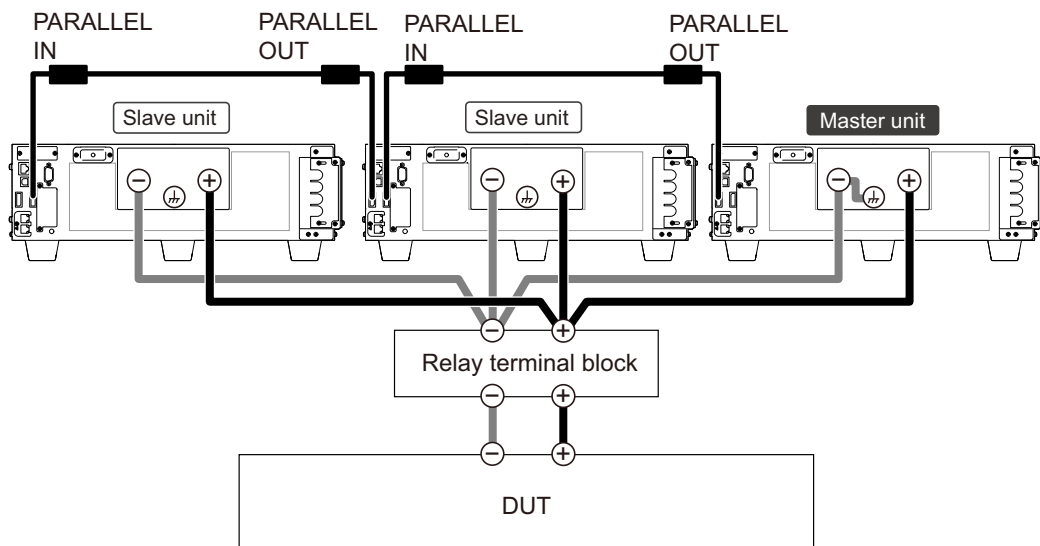 PARALLEL
IN
PARALLEL
OUT
PARALLEL
IN
PARALLEL
OUT
Slave unit
Slave unit
Master unit
− +
− +
− +
− +
Relay terminal block
− +
− +
DUT